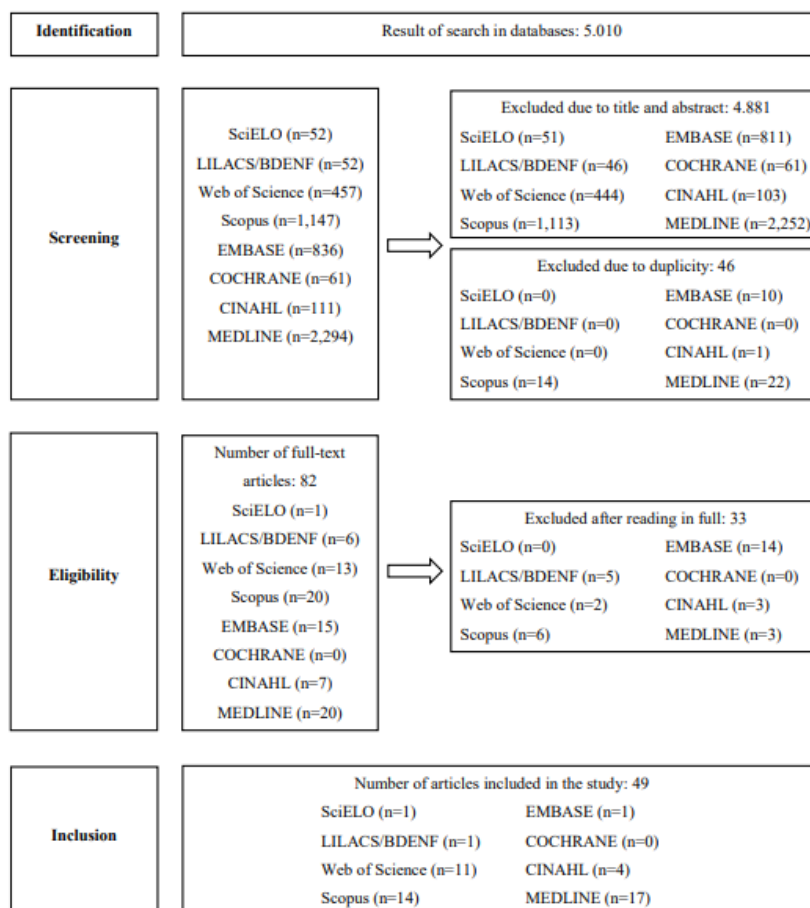 Identification
Result of search in databases: 5.010
Screening
SciELO (n=52)
LILACS/BDENF (n=52)
Web of Science (n=457)
Scopus (n=1,147)
EMBASE (n=836)
COCHRANE (n=61)
CINAHL (n=111)
MEDLINE (n=2,294)
Excluded due to title and abstract: 4.881
SciELO (n=51) EMBASE (n=811)
LILACS/BDENF (n=46) COCHRANE (n=61)
Web of Science (n=444) CINAHL (n=103)
Scopus (n=1,113) MEDLINE (n=2,252)
Excluded due to duplicity: 46
SciELO (n=0) EMBASE (n=10)
LILACS/BDENF (n=0) COCHRANE (n=0)
Web of Science (n=0) CINAHL (n=1)
Scopus (n=14) MEDLINE (n=22)
Eligibility
Number of full-text
articles: 82
SciELO (n=1)
LILACS/BDENF (n=6)
Web of Science (n=13)
Scopus (n=20)
EMBASE (n=15)
COCHRANE (n=0)
CINAHL (n=7)
MEDLINE (n=20)
Excluded after reading in full: 33
SciELO (n=0) EMBASE (n=14)
LILACS/BDENF (n=5) COCHRANE (n=0)
Web of Science (n=2) CINAHL (n=3)
Scopus (n=6) MEDLINE (n=3)
Inclusion
Number of articles included in the study: 49
SciELO (n=1) EMBASE (n=1)
LILACS/BDENF (n=1) COCHRANE (n=0)
Web of Science (n=11) CINAHL (n=4)
Scopus (n=14) MEDLINE (n=17)